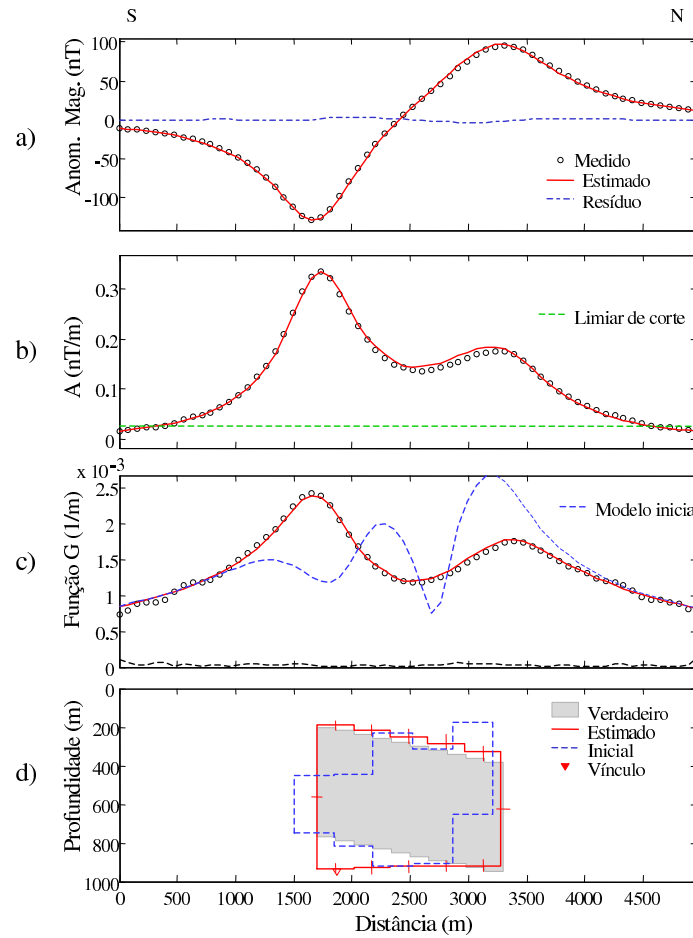 S N
a)
Anom. Mag. (nT)
100
50
0
-50
-100
Medido
Estimado
Resíduo
b)
A (nT/m)
0.3
0.2
0.1
0
Limiar de corte
c)
x 10-3
Função G (1/m)
2.5
2
1.5
1
0.5
0
Modelo inicia
d)
Profundidade (m)
0
200
400
600
800
1000
Verdadeiro
Estimado
Inicial
Vínculo
0 500 1000 1500 2000 2500 3000 3500 4000 4500
Distância (m)